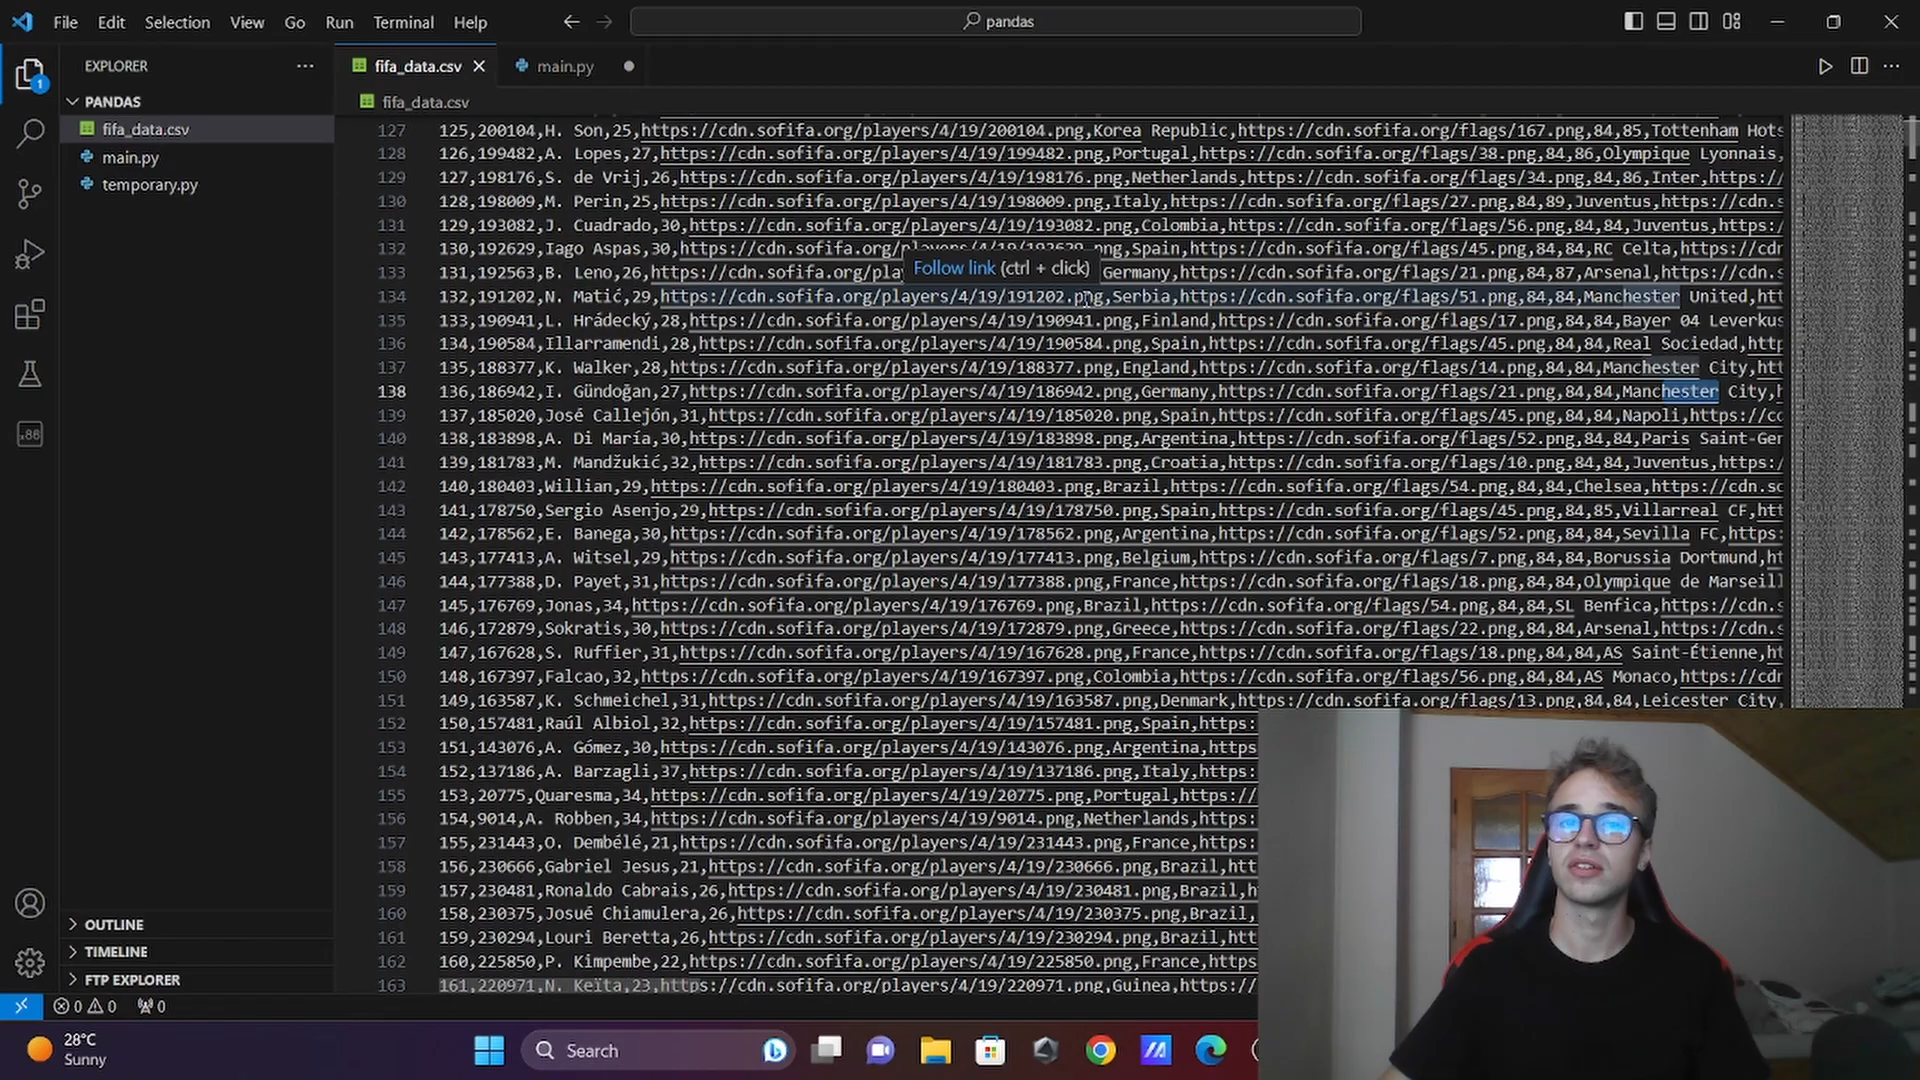 File Edit Selection View Go Run Terminal Help
pandas
EXPLORER
fifa_data.csv
main.py
PANDAS
fifa_data.csv
fifa_data.csv
main.py
temporary.py
127 125,200104,H. Son,25,https://cdn.sofifa.org/players/4/19/200104.png,Korea Republic,https://cdn.sofifa.org/flags/167.png,84,85,Tottenham Hots
128 126,199482,A. Lopes,27,https://cdn.sofifa.org/players/4/19/199482.png,Portugal,https://cdn.sofifa.org/flags/38.png,84,86,Olympique Lyonnais,
129 127,198176,S. de Vrij,26,https://cdn.sofifa.org/players/4/19/198176.png,Netherlands,https://cdn.sofifa.org/flags/34.png,84,86,Inter,https:/
130 128,198009,M. Perin,25,https://cdn.sofifa.org/players/4/19/198009.png,Italy,https://cdn.sofifa.org/flags/27.png,84,89,Juventus,https://cdn.s
131 129,193082,J. Cuadrado,30,https://cdn.sofifa.org/players/4/19/193082.png,Colombia,https://cdn.sofifa.org/flags/56.png,84,84,Juventus,https:/
132 130,192629,Iago Aspas,30,https://cdn.sofifa.org/players/4/19/192629.png,Spain,https://cdn.sofifa.org/flags/45.png,84,84,RC Celta,https://cdn
Follow link (ctrl + click)
133 131,192563,B. Leno,26,https://cdn.sofifa.org/pla Germany,https://cdn.sofifa.org/flags/21.png,84,87,Arsenal,https://cdn.s
134 132,191202,N. Matić,29,https://cdn.sofifa.org/players/4/19/191202.png,Serbia,https://cdn.sofifa.org/flags/51.png,84,84,Manchester United,htt
135 133,190941,L. Hrádecký,28,https://cdn.sofifa.org/players/4/19/190941.png,Finland,https://cdn.sofifa.org/flags/17.png,84,84,Bayer 04 Leverkus
136 134,190584,Illarramendi,28,https://cdn.sofifa.org/players/4/19/190584.png,Spain,https://cdn.sofifa.org/flags/45.png,84,84,Real Sociedad,http
137 135,188377,K. Walker,28,https://cdn.sofifa.org/players/4/19/188377.png,England,https://cdn.sofifa.org/flags/14.png,84,84,Manchester City,htt
138 136,186942,I. Gündoğan,27,https://cdn.sofifa.org/players/4/19/186942.png,Germany,https://cdn.sofifa.org/flags/21.png,84,84,Manchester City,h
139 137,185020,José Callejón,31,https://cdn.sofifa.org/players/4/19/185020.png,Spain,https://cdn.sofifa.org/flags/45.png,84,84,Napoli,https://cd
140 138,183898,A. Di María,30,https://cdn.sofifa.org/players/4/19/183898.png,Argentina,https://cdn.sofifa.org/flags/52.png,84,84,Paris Saint-Ger
141 139,181783,M. Mandžukić,32,https://cdn.sofifa.org/players/4/19/181783.png,Croatia,https://cdn.sofifa.org/flags/10.png,84,84,Juventus,https:/
142 140,180403,Willian,29,https://cdn.sofifa.org/players/4/19/180403.png,Brazil,https://cdn.sofifa.org/flags/54.png,84,84,Chelsea,https://cdn.so
143 141,178750,Sergio Asenjo,29,https://cdn.sofifa.org/players/4/19/178750.png,Spain,https://cdn.sofifa.org/flags/45.png,84,85,Villarreal CF,htt
144 142,178562,E. Banega,30,https://cdn.sofifa.org/players/4/19/178562.png,Argentina,https://cdn.sofifa.org/flags/52.png,84,84,Sevilla FC,https:
145 143,177413,A. Witsel,29,https://cdn.sofifa.org/players/4/19/177413.png,Belgium,https://cdn.sofifa.org/flags/7.png,84,84,Borussia Dortmund,ht
146 144,177388,D. Payet,31,https://cdn.sofifa.org/players/4/19/177388.png,France,https://cdn.sofifa.org/flags/18.png,84,84,Olympique de Marseill
147 145,176769,Jonas,34,https://cdn.sofifa.org/players/4/19/176769.png,Brazil,https://cdn.sofifa.org/flags/54.png,84,84,SL Benfica,https://cdn.s
148 146,172879,Sokratis,30,https://cdn.sofifa.org/players/4/19/172879.png,Greece,https://cdn.sofifa.org/flags/22.png,84,84,Arsenal,https://cdn.s
149 147,167628,S. Ruffier,31,https://cdn.sofifa.org/players/4/19/167628.png,France,https://cdn.sofifa.org/flags/18.png,84,84,AS Saint-Étienne,ht
150 148,167397,Falcao,32,https://cdn.sofifa.org/players/4/19/167397.png,Colombia,https://cdn.sofifa.org/flags/56.png,84,84,AS Monaco,https://cdn
151 149,163587,K. Schmeichel,31,https://cdn.sofifa.org/players/4/19/163587.png,Denmark,https://cdn.sofifa.org/flags/13.png,84,84,Leicester City,
152 150,157481,Raúl Albiol,32,https://cdn.sofifa.org/players/4/19/157481.png,Spain,https:
153 151,143076,A. Gómez,30,https://cdn.sofifa.org/players/4/19/143076.png,Argentina,https
154 152,137186,A. Barzagli,37,https://cdn.sofifa.org/players/4/19/137186.png,Italy,https:
155 153,20775,Quaresma,34,https://cdn.sofifa.org/players/4/19/20775.png,Portugal,https://
156 154,9014,A. Robben,34,https://cdn.sofifa.org/players/4/19/9014.png,Netherlands,https:
157 155,231443,O. Dembélé,21,https://cdn.sofifa.org/players/4/19/231443.png,France,https:
158 156,230666,Gabriel Jesus,21,https://cdn.sofifa.org/players/4/19/230666.png,Brazil,htt
159 157,230481,Ronaldo Cabrais,26,https://cdn.sofifa.org/players/4/19/230481.png,Brazil,h
160 158,230375,Josué Chiamulera,26,https://cdn.sofifa.org/players/4/19/230375.png,Brazil,
161 159,230294,Louri Beretta,26,https://cdn.sofifa.org/players/4/19/230294.png,Brazil,htt
162 160,225850,P. Kimpembe,22,https://cdn.sofifa.org/players/4/19/225850.png,France,https
163 161,220971,N. Keïta,23,https://cdn.sofifa.org/players/4/19/220971.png,Guinea,https://
OUTLINE
TIMELINE
FTP EXPLORER
0 0 0
28°C
Sunny
Search
1
.86